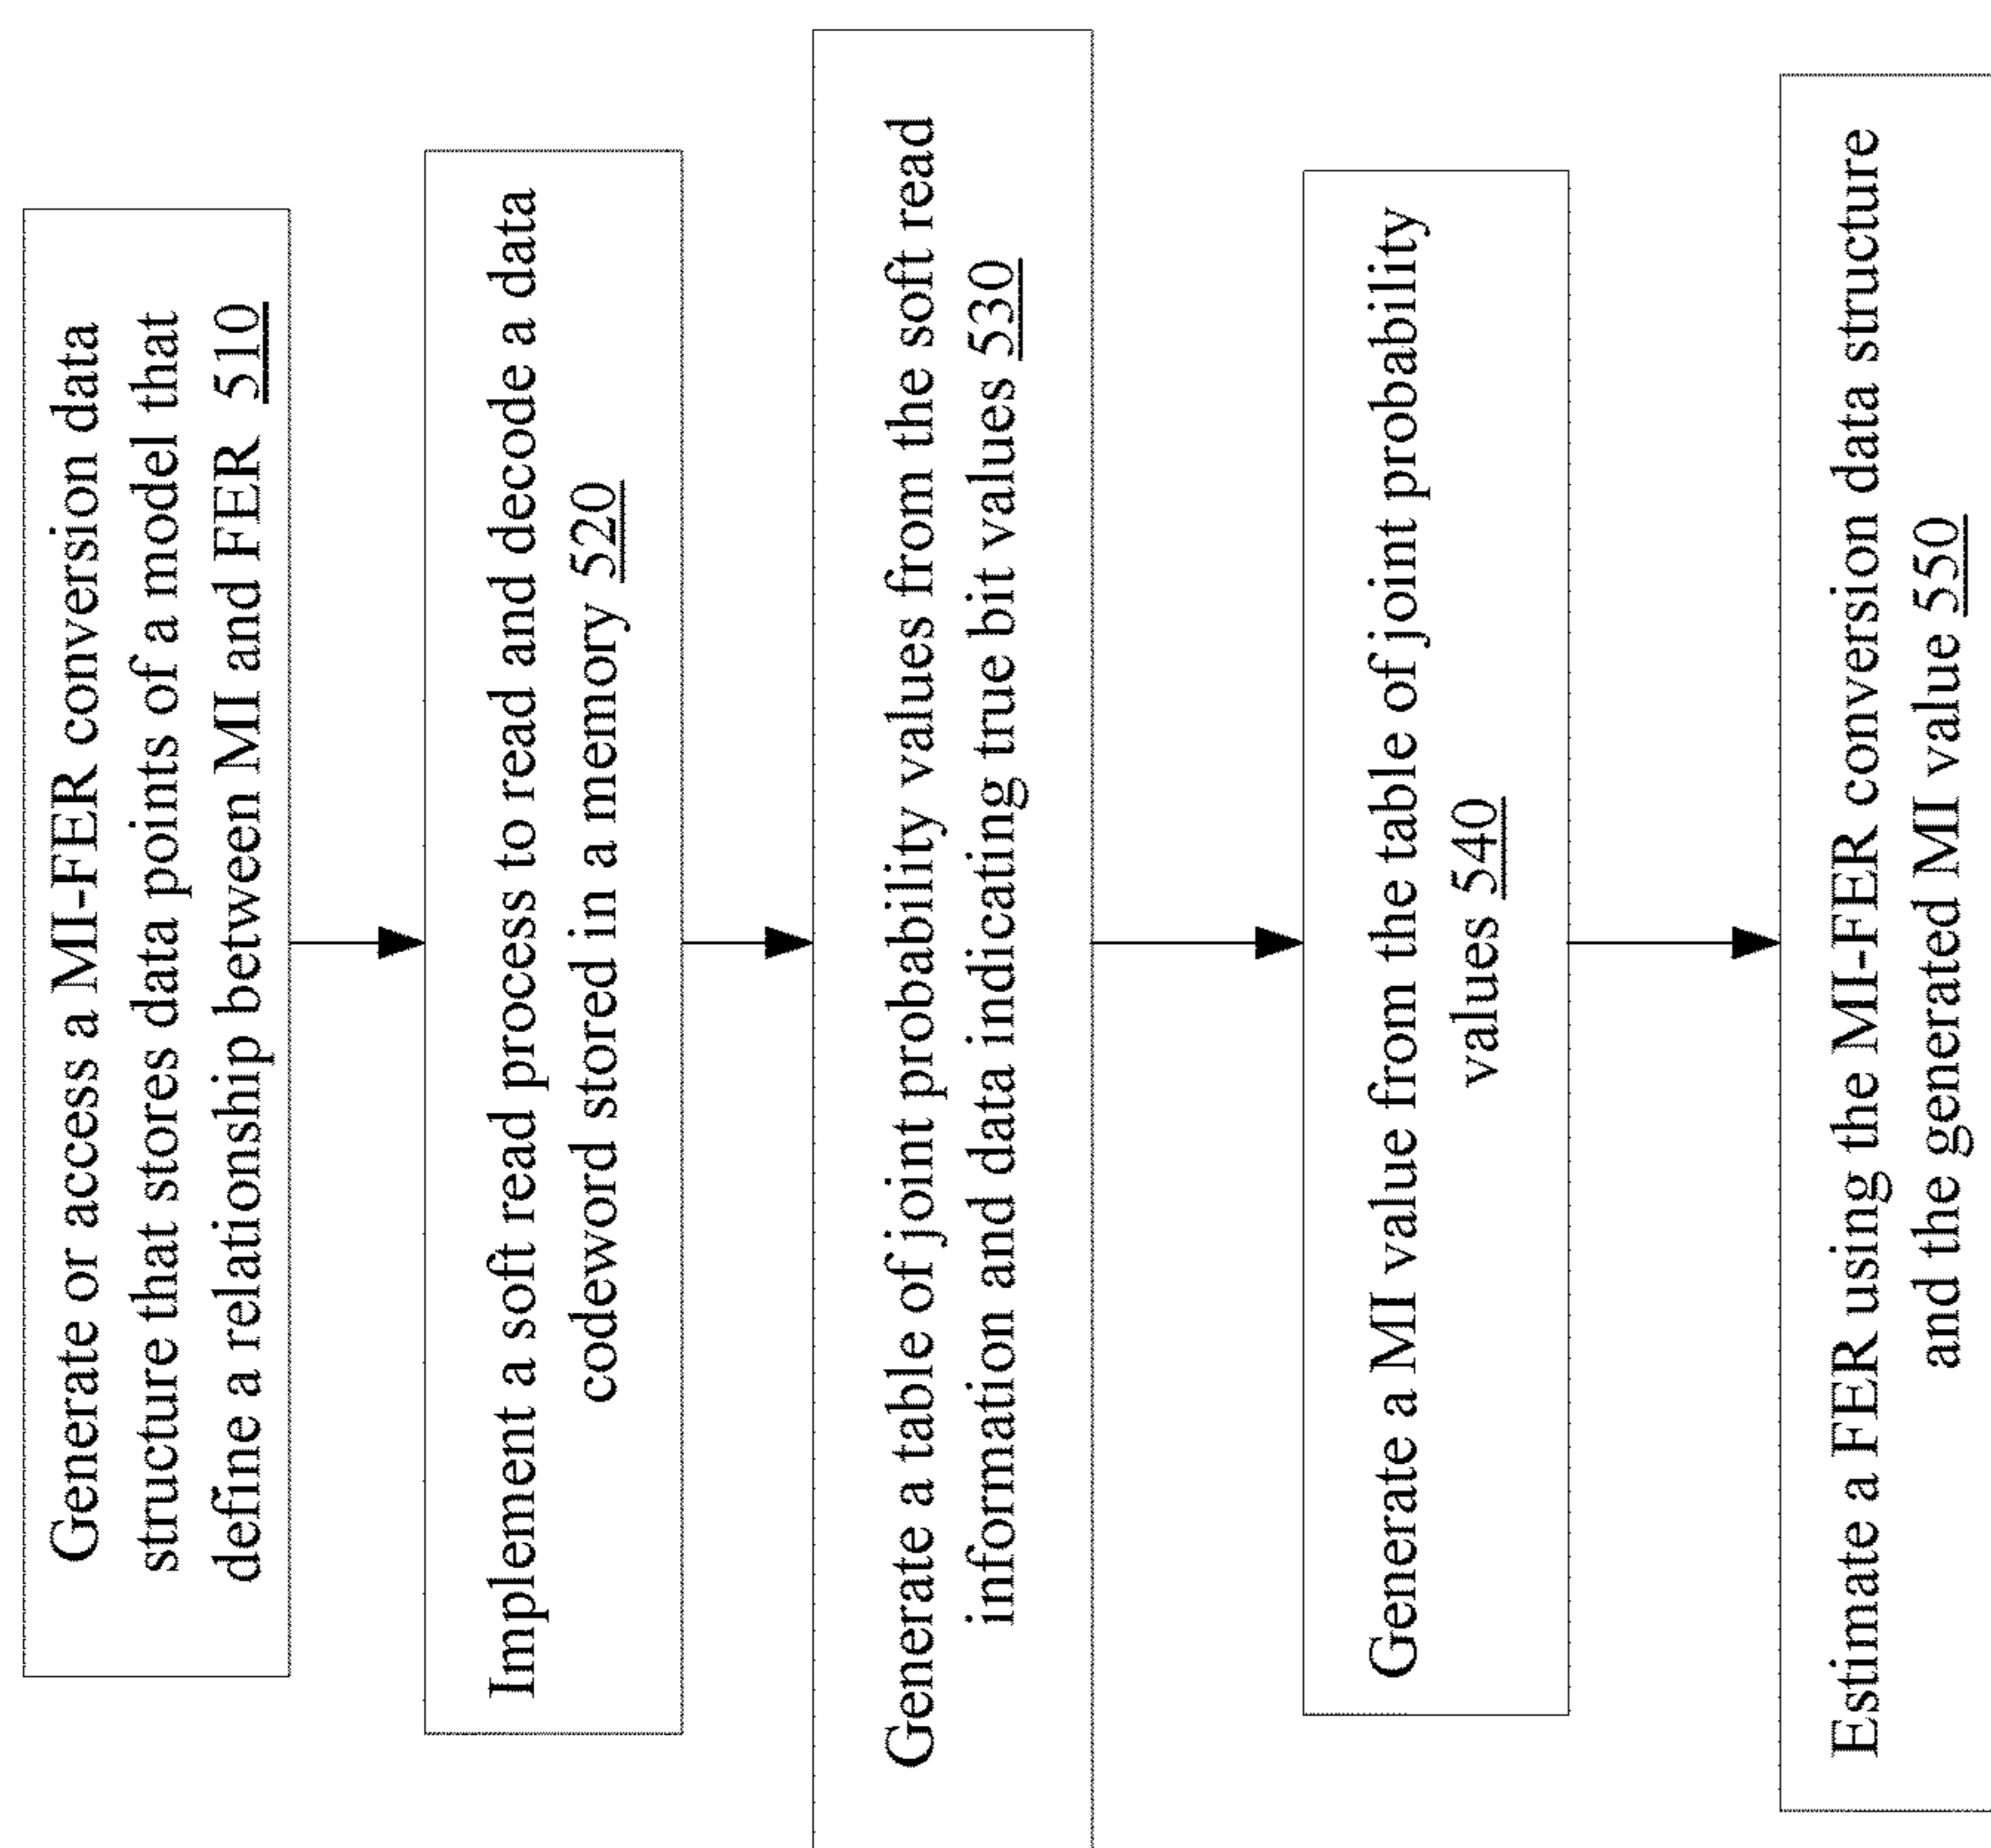 Generate or access a MI-FER conversion data
structure that stores data points of a model that
define a relationship between MI and FER 510
Implement a soft read process to read and decode a data
codeword stored in a memory 520
Generate a table of joint probability values from the soft read
information and data indicating true bit values 530
Generate a MI value from the table of joint probability
values 540
Estimate a FER using the MI-FER conversion data structure
and the generated MI value 550